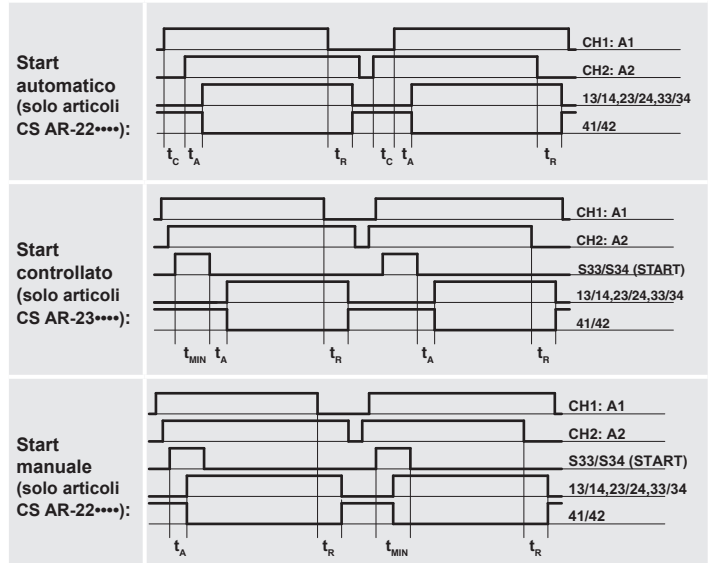 Start
automatico
(solo articoli
CS AR-22••••):
CH1: A1
CH2: A2
13/14,23/24,33/34
41/42
tC tA tR tC tA tR
Start
controllato
(solo articoli
CS AR-23••••):
CH1: A1
CH2: A2
S33/S34 (START)
13/14,23/24,33/34
41/42
tMIN tA tR tA tR
Start
manuale
(solo articoli
CS AR-22••••):
CH1: A1
CH2: A2
S33/S34 (START)
13/14,23/24,33/34
41/42
tA tR tMIN tR